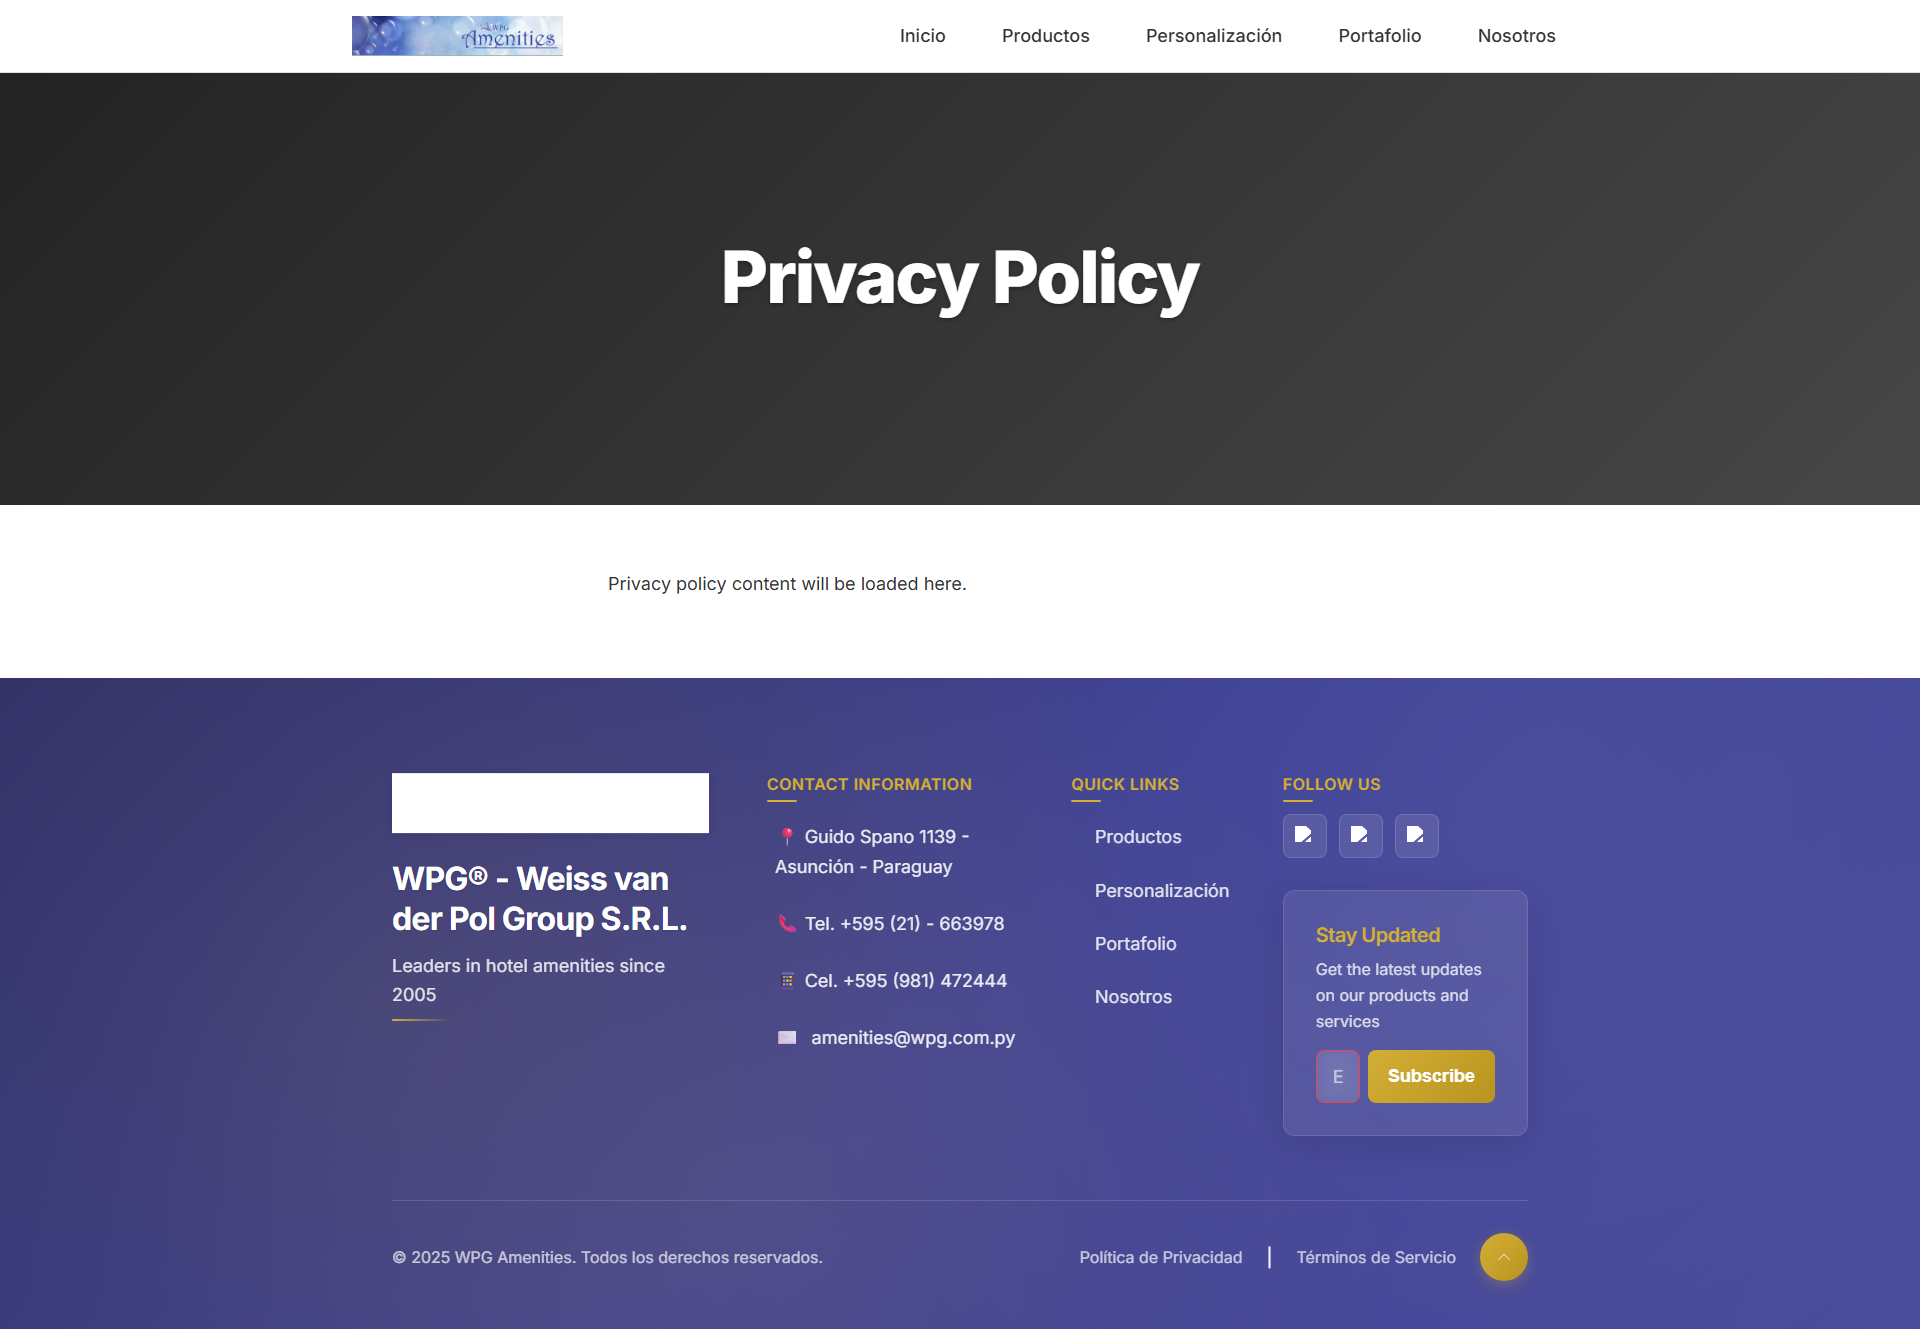 WPG
Amenities
Inicio
Productos
Personalización
Portafolio
Nosotros
Privacy Policy
Privacy policy content will be loaded here.
WPG® - Weiss van
der Pol Group S.R.L.
Leaders in hotel amenities since
2005
CONTACT INFORMATION
Guido Spano 1139 -
Asunción - Paraguay
Tel. +595 (21) - 663978
Cel. +595 (981) 472444
amenities@wpg.com.py
QUICK LINKS
Productos
Personalización
Portafolio
Nosotros
FOLLOW US
Stay Updated
Get the latest updates
on our products and
services
E
Subscribe
© 2025 WPG Amenities. Todos los derechos reservados.
Política de Privacidad
Términos de Servicio